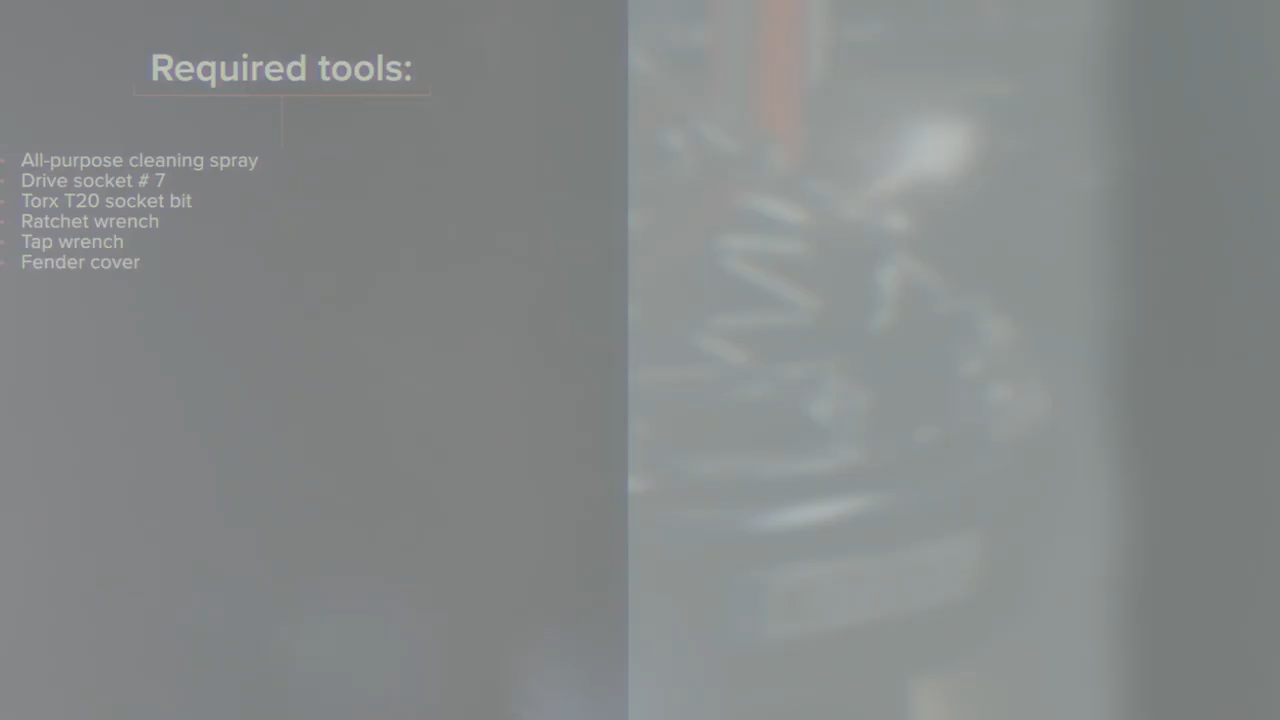 Required tools:
All-purpose cleaning spray
Drive socket # 7
Torx T20 socket bit
Ratchet wrench
Tap wrench
Fender cover